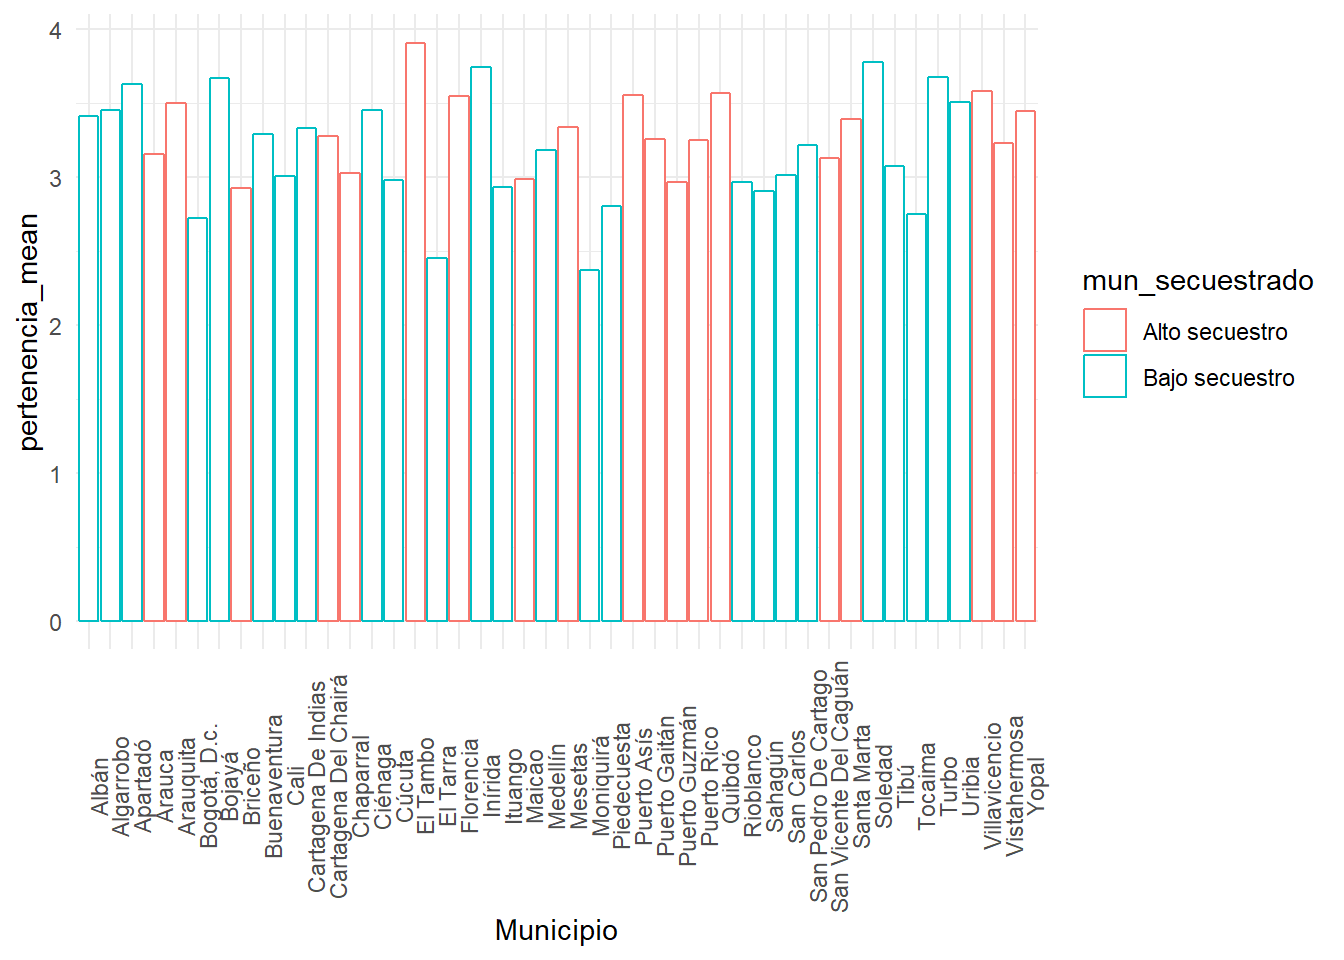 4
3
2
1
0
pertenencia_mean
Albán
Algarrobo
Apartadó
Arauca
Arauquita
Bogotá, D.c.
Bojayá
Briceño
Buenaventura
Cali
Cartagena De Indias
Cartagena Del Chairá
Chaparral
Ciénaga
Cúcuta
El Tambo
El Tarra
Florencia
Inírida
Ituango
Maicao
Medellín
Mesetas
Moniquirá
Piedecuesta
Puerto Asís
Puerto Gaitán
Puerto Guzmán
Puerto Rico
Quibdó
Rioblanco
Sahagún
San Carlos
San Pedro De Cartago
San Vicente Del Caguán
Santa Marta
Soledad
Tibú
Tocaima
Turbo
Uribia
Villavicencio
Vistahermosa
Yopal
Municipio
mun_secuestrado
Alto secuestro
Bajo secuestro